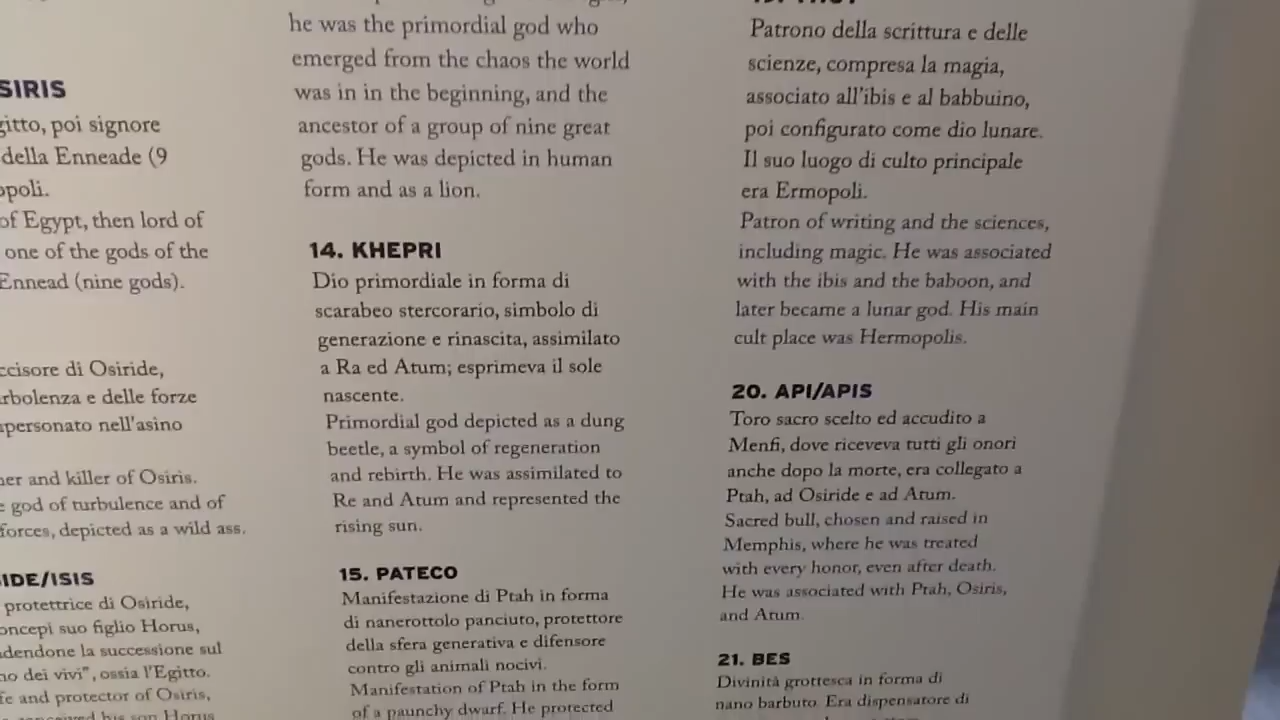 SIRIS
gitto, poi signore
della Enneade (9
opoli.
of Egypt, then lord of
one of the gods of the
Ennead (nine gods).
ccisore di Osiride,
rbolenza e delle forze
personato nell'asino
her and killer of Osiris.
e god of turbulence and of
forces, depicted as a wild ass.
IDE/ISIS
protettrice di Osiride,
oncepì suo figlio Horus,
ndendone la successione sul
no dei vivi", ossia l'Egitto.
fe and protector of Osiris,
his son Horus
he was the primordial god who
emerged from the chaos the world
was in in the beginning, and the
ancestor of a group of nine great
gods. He was depicted in human
form and as a lion.
14. KHEPRI
Dio primordiale in forma di
scarabeo stercorario, simbolo di
generazione e rinascita, assimilato
a Ra ed Atum; esprimeva il sole
nascente.
Primordial god depicted as a dung
beetle, a symbol of regeneration
and rebirth. He was assimilated to
Re and Atum and represented the
rising sun.
15. PATECO
Manifestazione di Ptah in forma
di nanerottolo panciuto, protettore
della sfera generativa e difensore
contro gli animali nocivi.
Manifestation of Ptah in the form
of a paunchy dwarf. He protected
Patrono della scrittura e delle
scienze, compresa la magia,
associato all'ibis e al babbuino,
poi configurato come dio lunare.
Il suo luogo di culto principale
era Ermopoli.
Patron of writing and the sciences,
including magic. He was associated
with the ibis and the baboon, and
later became a lunar god. His main
cult place was Hermopolis.
20. API/APIS
Toro sacro scelto ed accudito a
Menfi, dove riceveva tutti gli onori
anche dopo la morte, era collegato a
Ptah, ad Osiride e ad Atum.
Sacred bull, chosen and raised in
Memphis, where he was treated
with every honor, even after death.
He was associated with Ptah, Osiris,
and Atum.
21. BES
Divinità grottesca in forma di
nano barbuto. Era dispensatore di